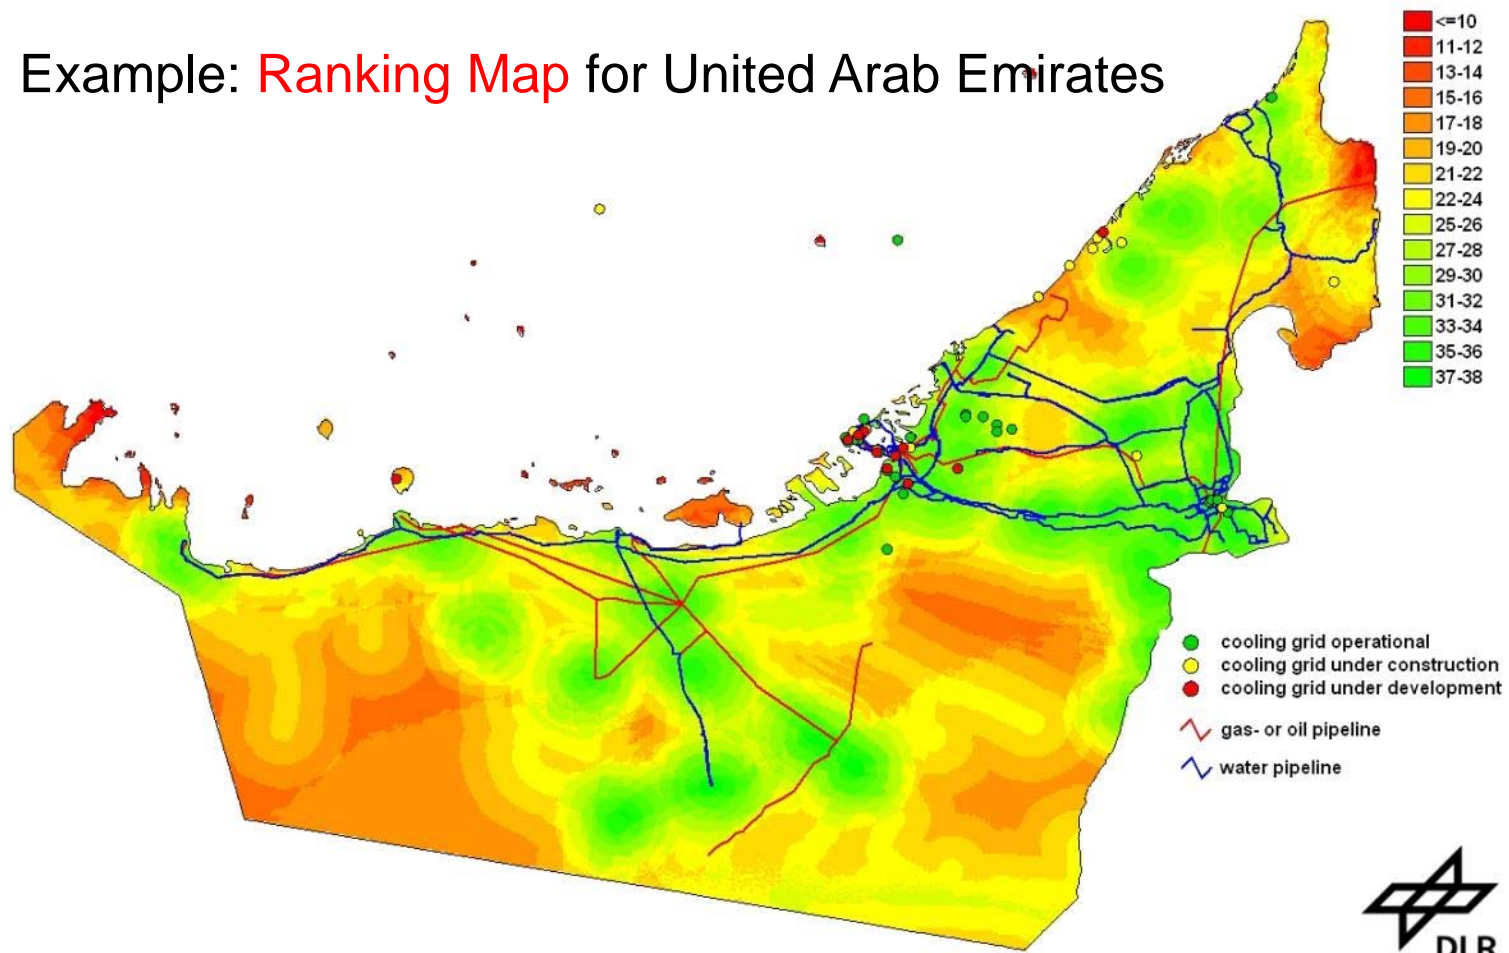 Example: Ranking Map for United Arab Emirates
<=10
11-12
13-14
15-16
17-18
19-20
21-22
22-24
25-26
27-28
29-30
31-32
33-34
35-36
37-38
cooling grid operational
cooling grid under construction
cooling grid under development
gas- or oil pipeline
water pipeline
DLR